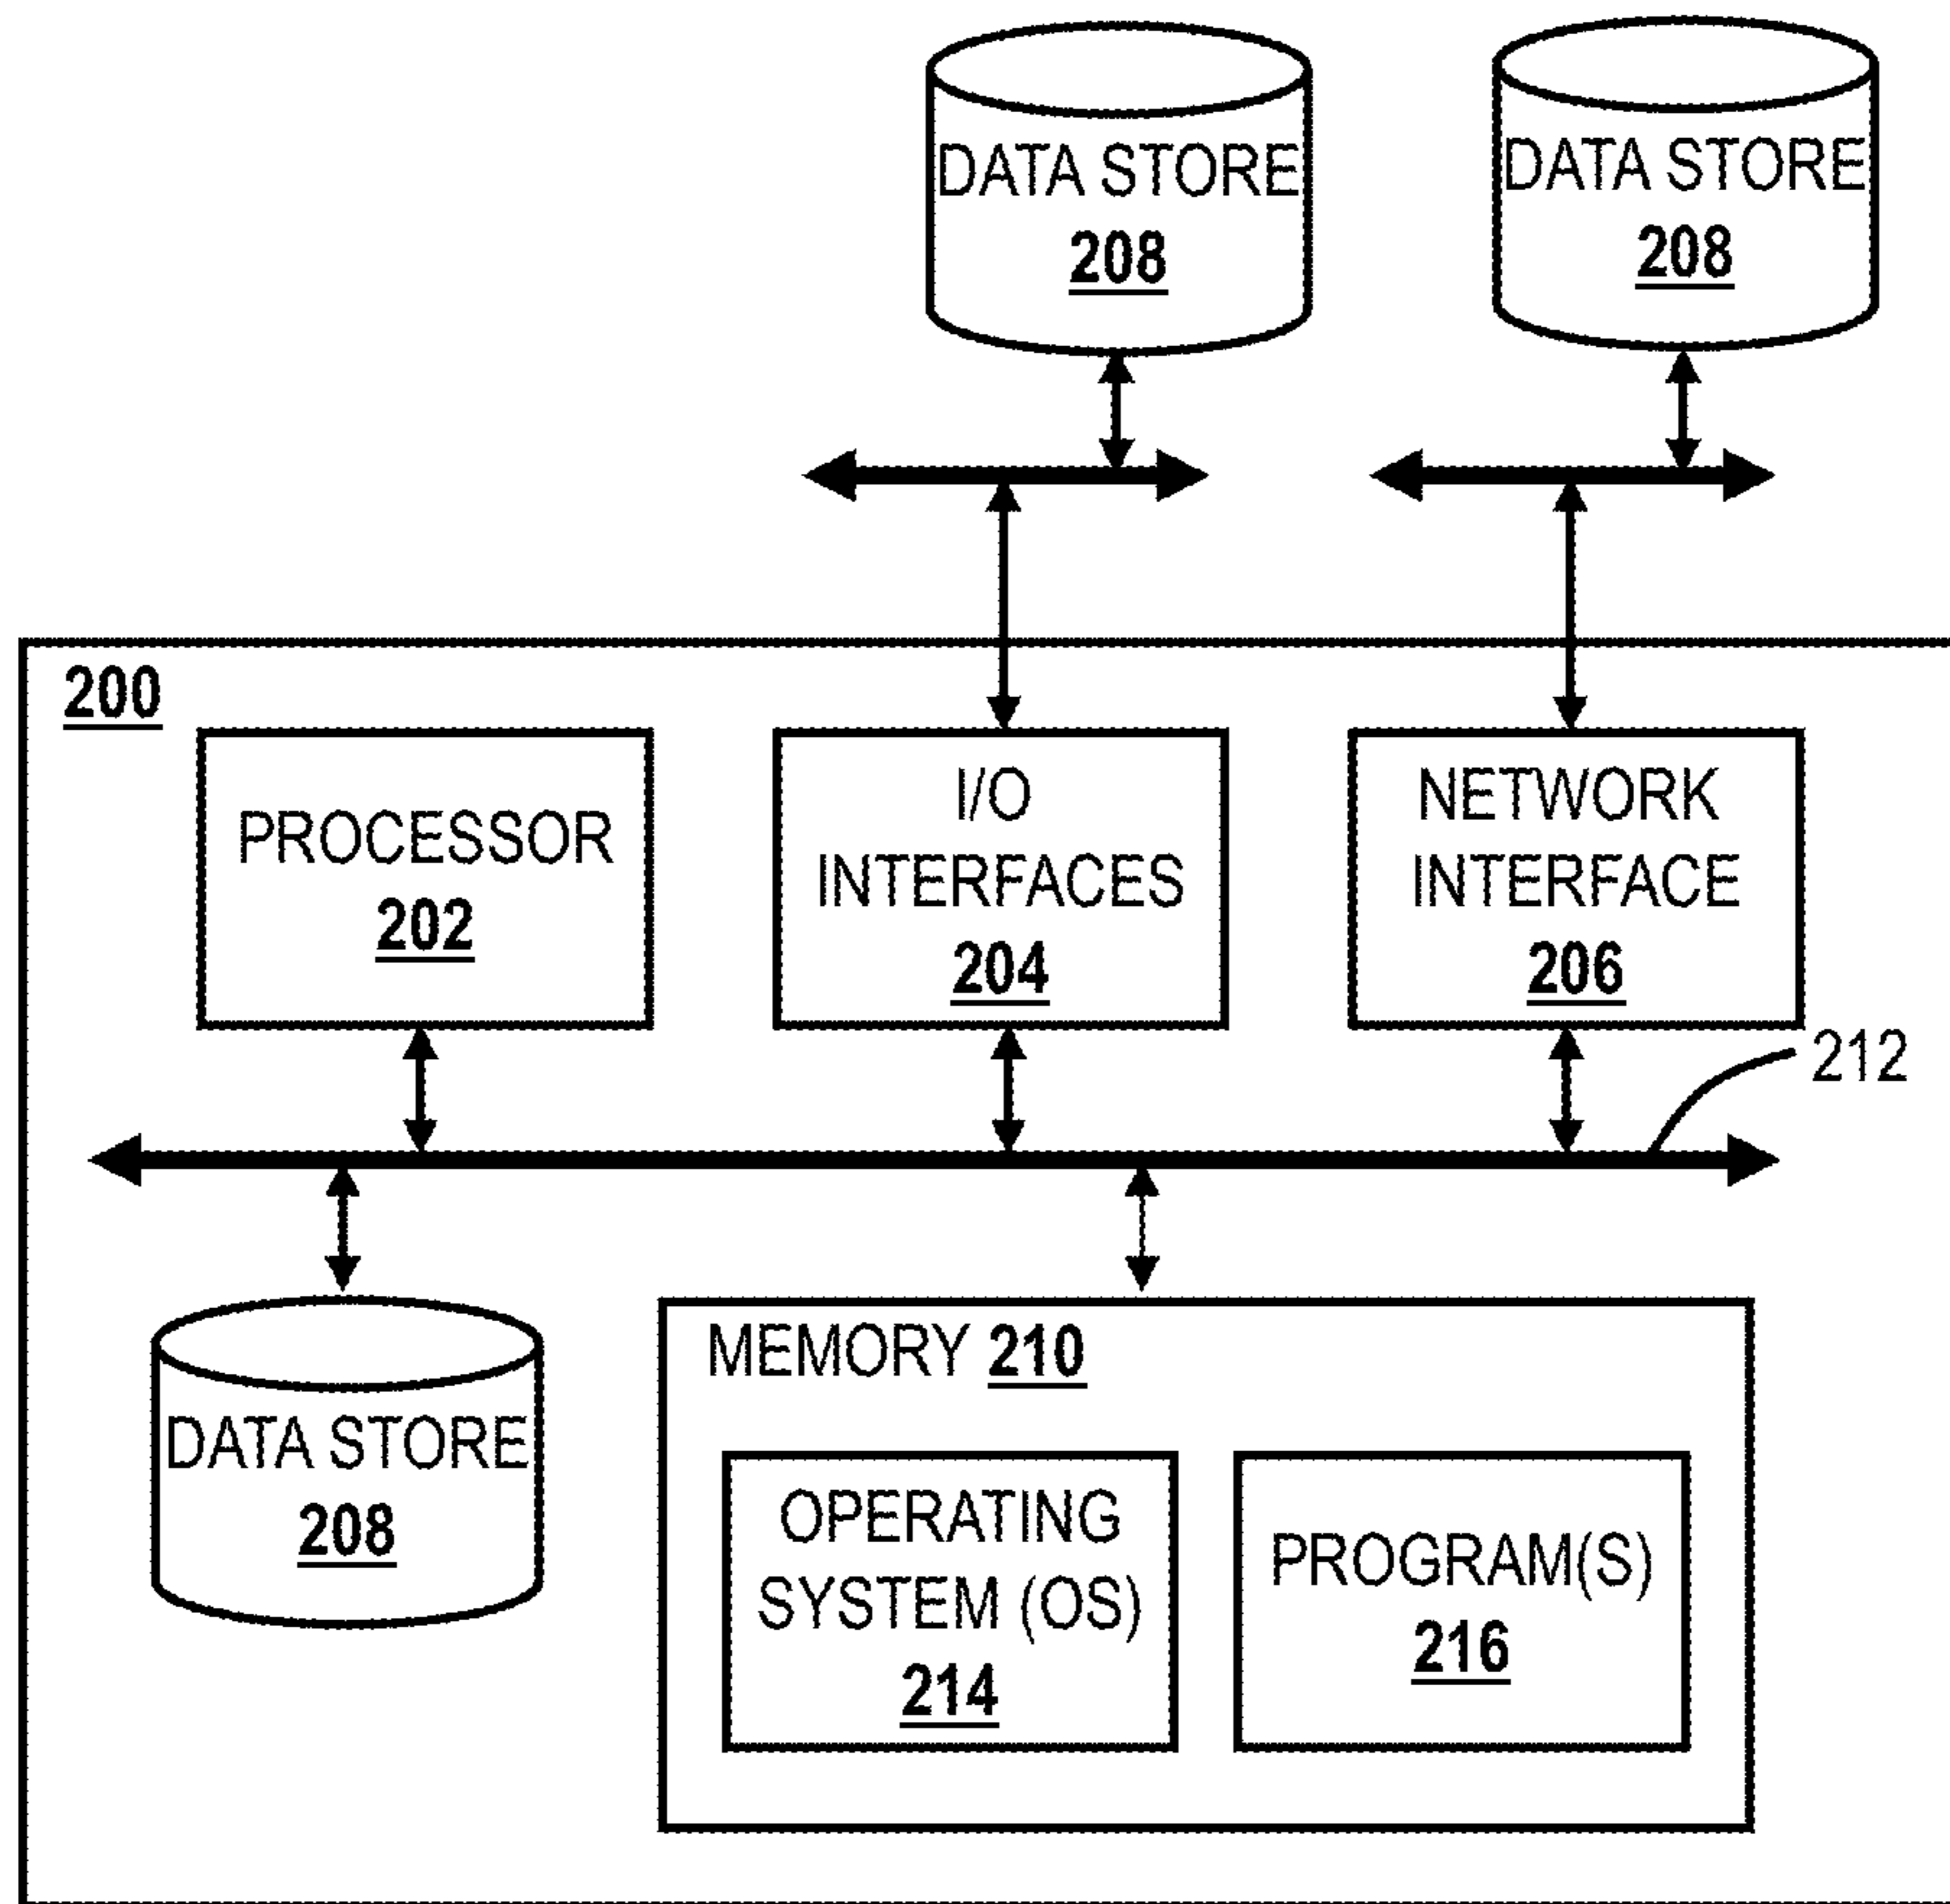 DATA STORE
208
DATA STORE
208
200
PROCESSOR
202
I/O
INTERFACES
204
NETWORK
INTERFACE
206
212
DATA STORE
208
MEMORY 210
OPERATING
SYSTEM (OS)
214
PROGRAM(S)
216